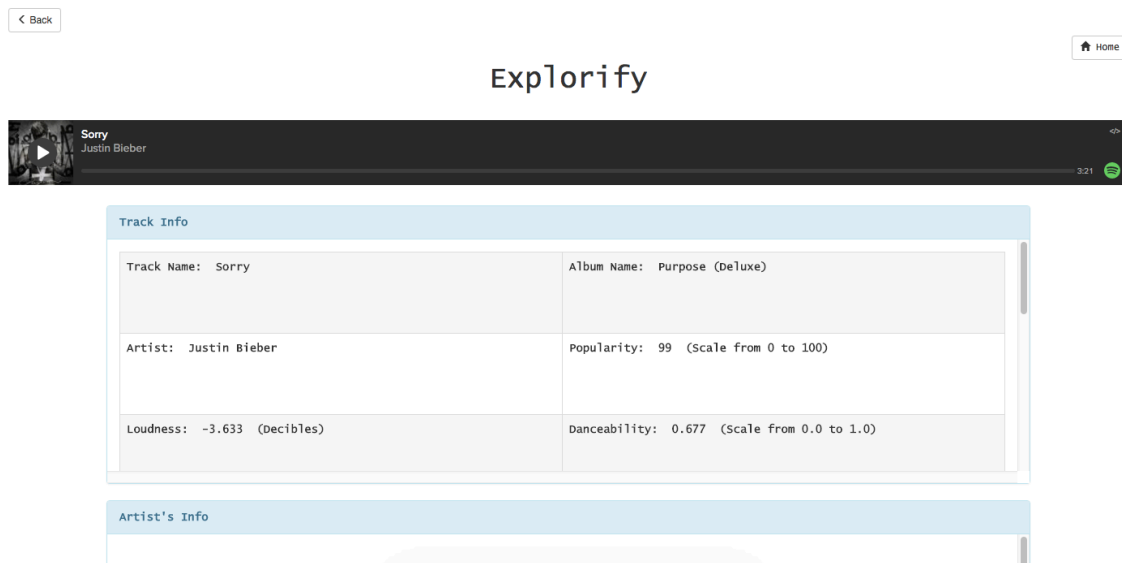 Back
Home
Explorify
Sorry
Justin Bieber
</>
3:21
Track Info
Track Name: Sorry
Album Name: Purpose (Deluxe)
Artist: Justin Bieber
Popularity: 99 (Scale from 0 to 100)
Loudness: -3.633 (Decibles)
Danceability: 0.677 (Scale from 0.0 to 1.0)
Artist's Info